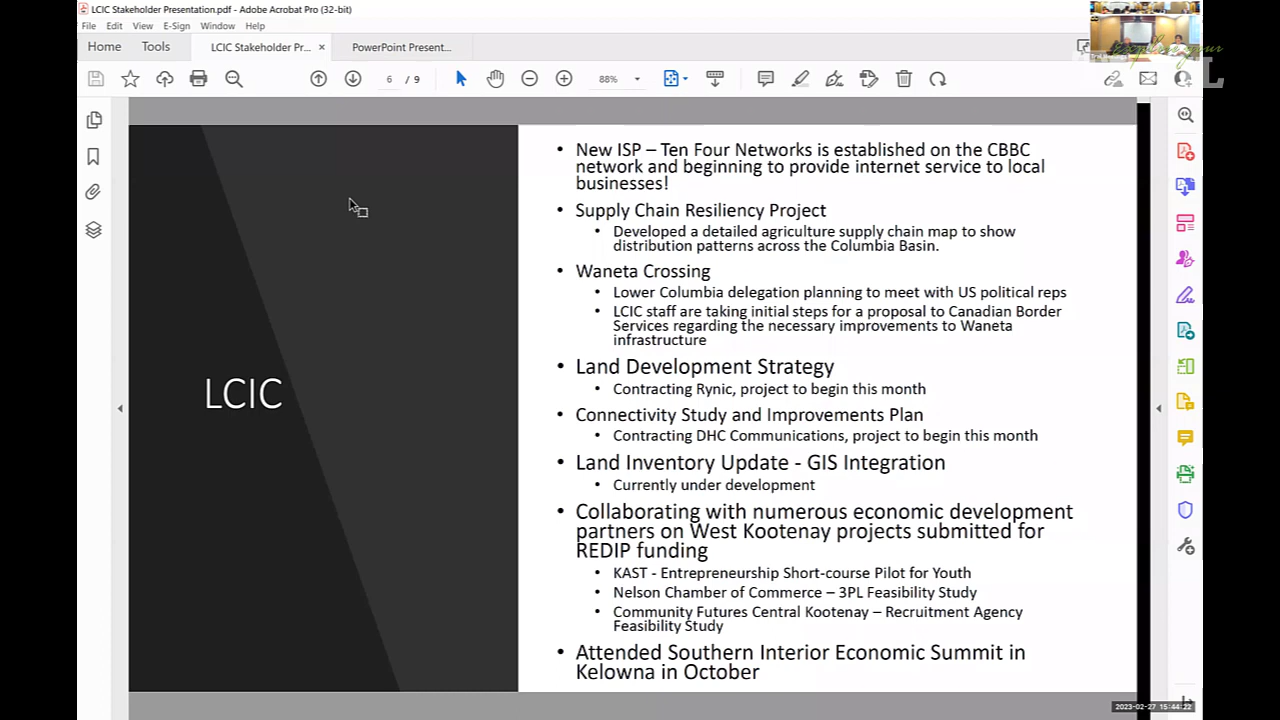 LCIC Stakeholder Presentation.pdf - Adobe Acrobat Pro (32-bit)
File Edit View E-Sign Window Help
Home Tools LCIC Stakeholder Pr... × PowerPoint Present...
6 / 9 88%
LCIC
• New ISP – Ten Four Networks is established on the CBBC
network and beginning to provide internet service to local
businesses!
• Supply Chain Resiliency Project
• Developed a detailed agriculture supply chain map to show
distribution patterns across the Columbia Basin.
• Waneta Crossing
• Lower Columbia delegation planning to meet with US political reps
• LCIC staff are taking initial steps for a proposal to Canadian Border
Services regarding the necessary improvements to Waneta
infrastructure
• Land Development Strategy
• Contracting Rynic, project to begin this month
• Connectivity Study and Improvements Plan
• Contracting DHC Communications, project to begin this month
• Land Inventory Update - GIS Integration
• Currently under development
• Collaborating with numerous economic development
partners on West Kootenay projects submitted for
REDIP funding
• KAST - Entrepreneurship Short-course Pilot for Youth
• Nelson Chamber of Commerce – 3PL Feasibility Study
• Community Futures Central Kootenay – Recruitment Agency
Feasibility Study
• Attended Southern Interior Economic Summit in
Kelowna in October
2023-02-27 15:44:22